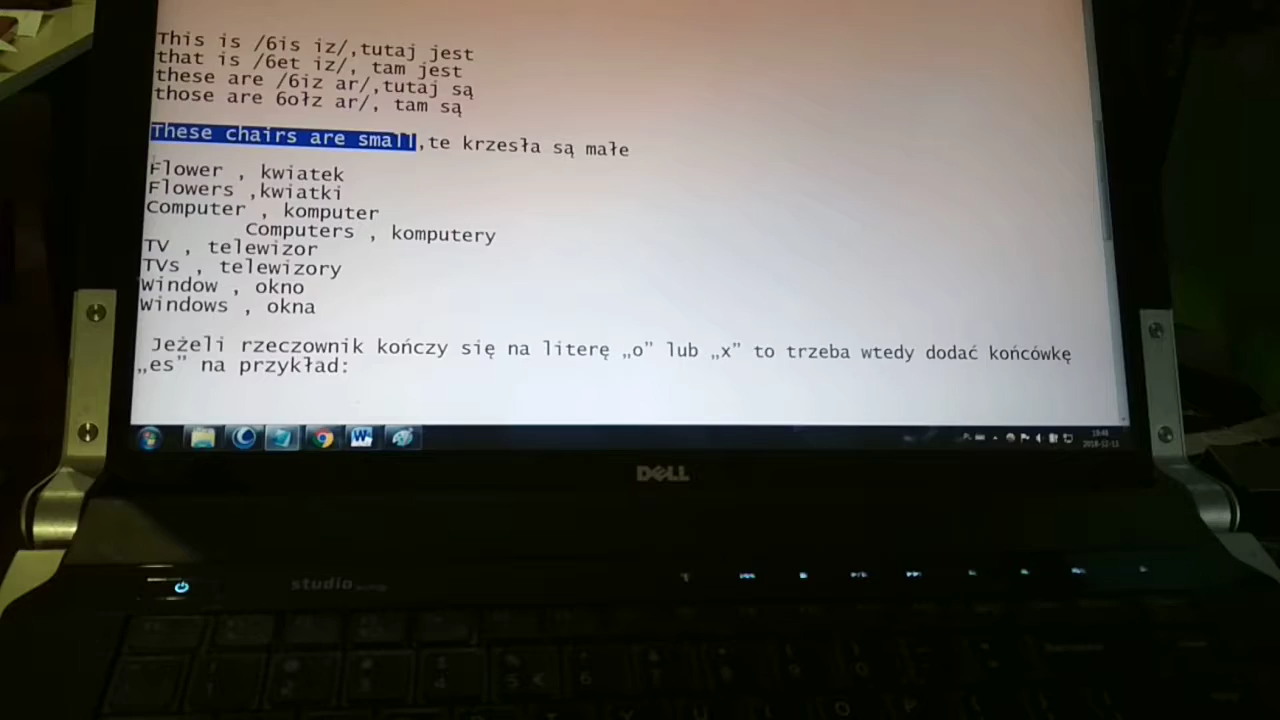 This is /6is iz/,tutaj jest
that is /6et iz/, tam jest
these are /6iz ar/,tutaj są
those are 6ołz ar/, tam są
These chairs are small,te krzesła są małe
Flower , kwiatek
Flowers ,kwiatki
Computer , komputer
Computers , komputery
TV , telewizor
TVs , telewizory
Window , okno
Windows , okna
Jeżeli rzeczownik kończy się na literę „o” lub „x” to trzeba wtedy dodać końcówkę
„es” na przykład:
DELL
studio